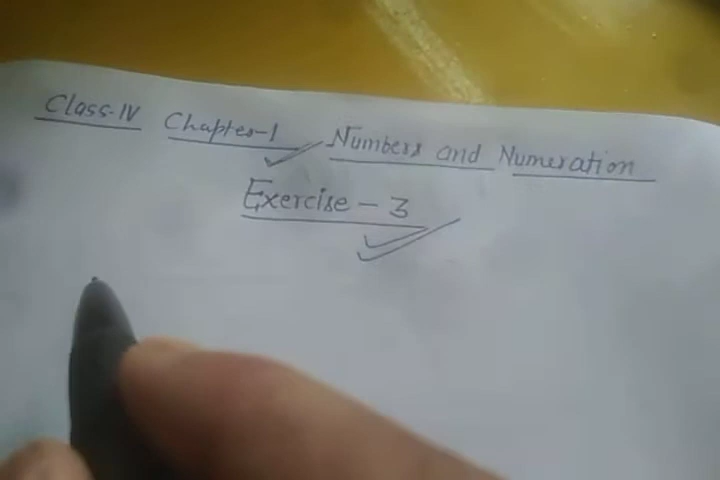 Class-IV Chapter-1 Numbers and Numeration
Exercise - 3